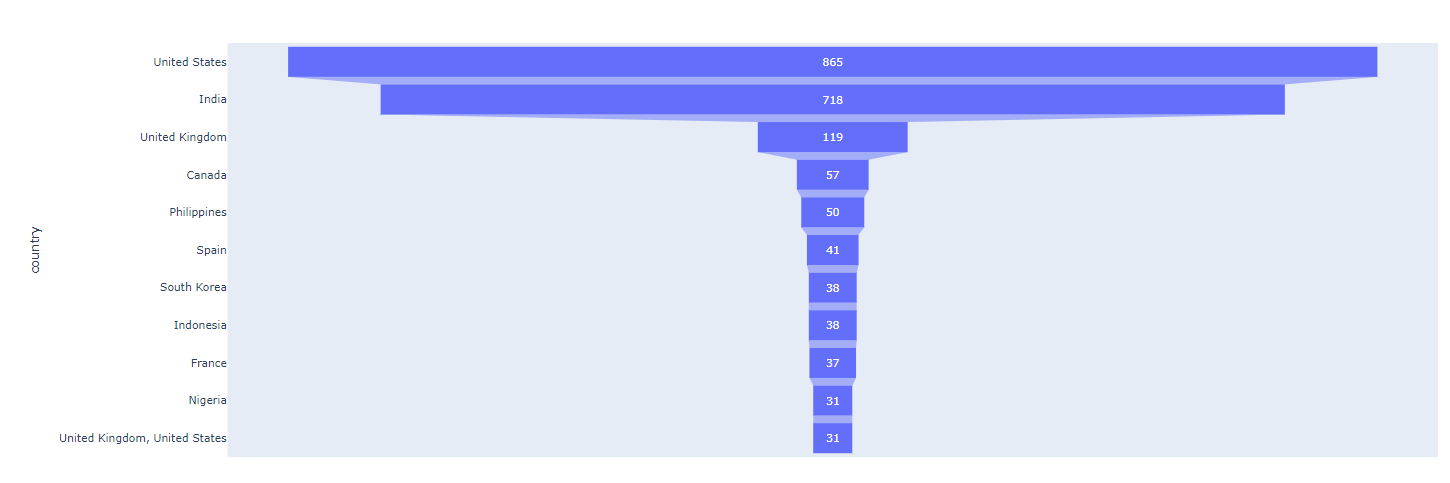 United States 865
India 718
United Kingdom 119
Canada 57
Philippines 50
Spain 41
South Korea 38
Indonesia 38
France 37
Nigeria 31
United Kingdom, United States 31
country